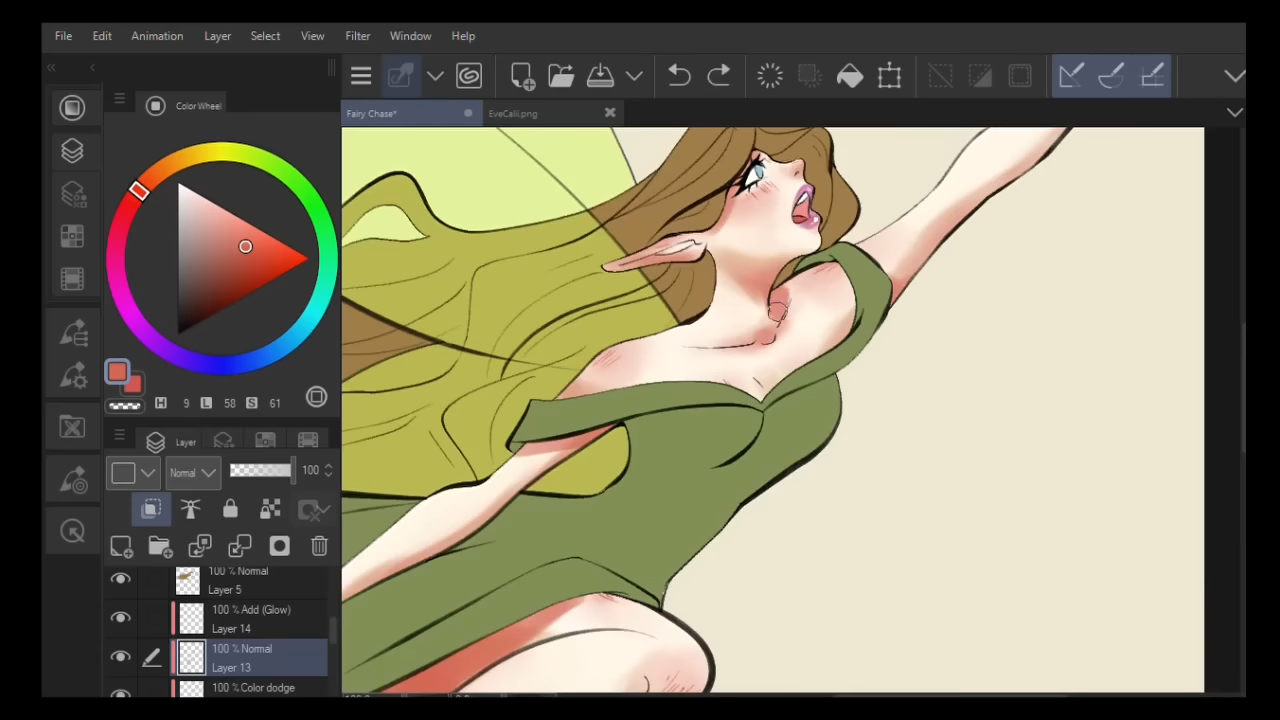 File Edit Animation Layer Select View Filter Window Help
Fairy Chase* EveCalii.png
Color Wheel
H 9 L 58 S 61
Layer
Normal 100
100 % Normal
Layer 5
100 % Add (Glow)
Layer 14
100 % Normal
Layer 13
100 % Color dodge